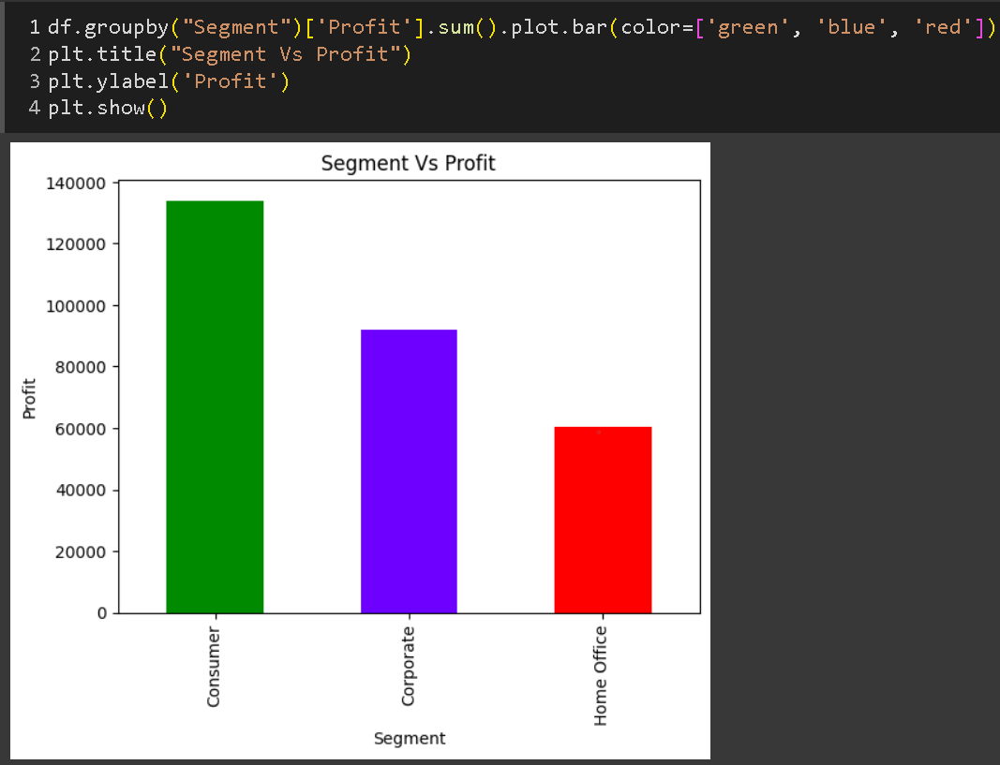 1 df.groupby("Segment")['Profit'].sum().plot.bar(color=['green', 'blue', 'red'])
2 plt.title("Segment Vs Profit")
3 plt.ylabel('Profit')
4 plt.show()
Segment Vs Profit
140000
120000
100000
80000
60000
40000
20000
0
Profit
Consumer
Corporate
Home Office
Segment